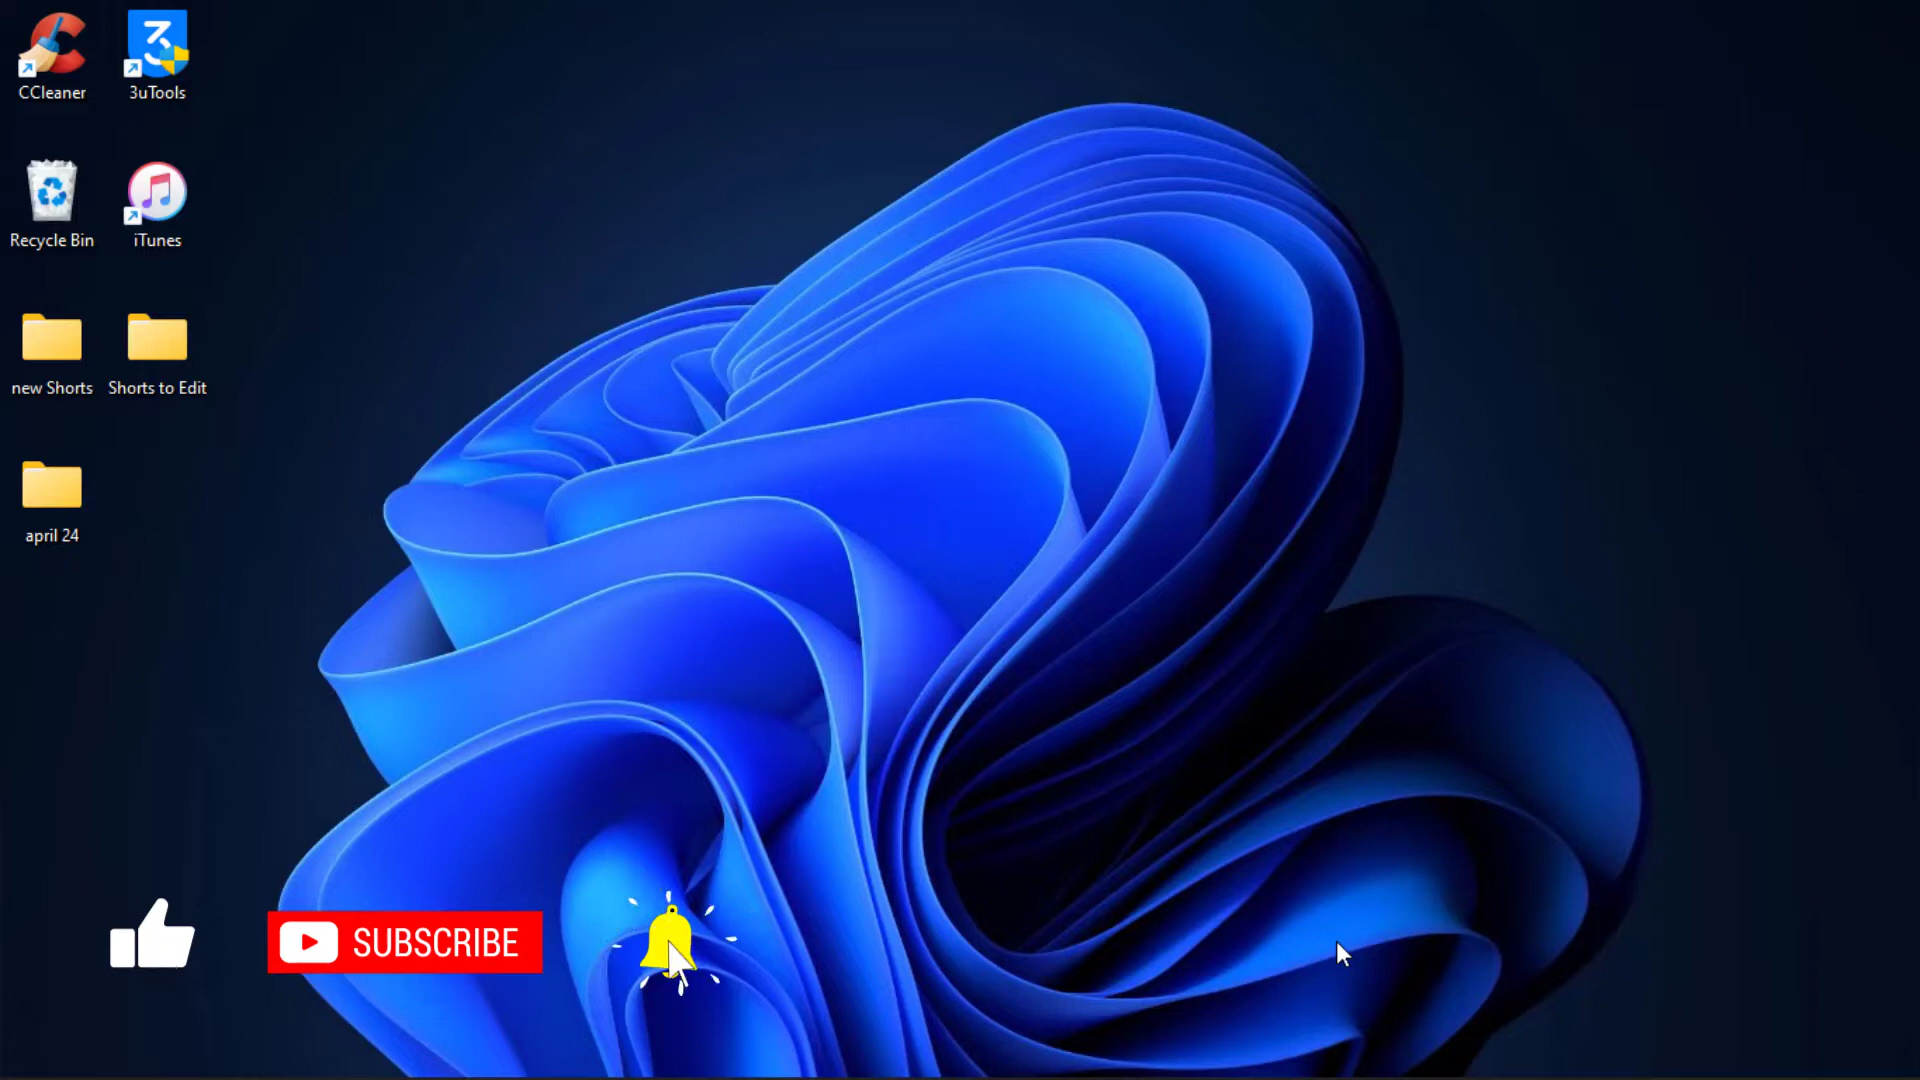 CCleaner
3uTools
Recycle Bin
iTunes
new Shorts
Shorts to Edit
april 24
SUBSCRIBE